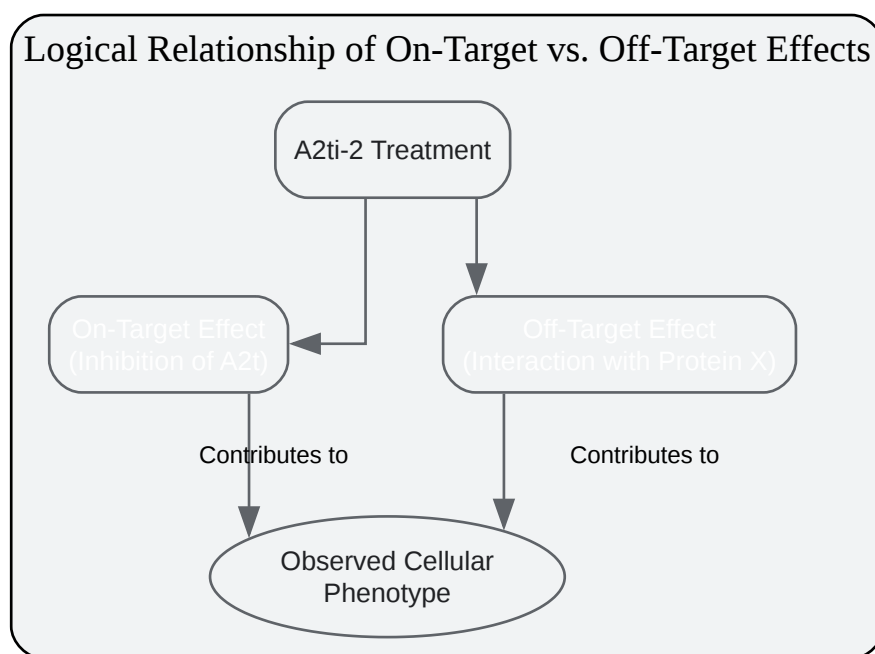 Logical Relationship of On-Target vs. Off-Target Effects
A2ti-2 Treatment
On-Target Effect
(Inhibition of A2t)
Off-Target Effect
(Interaction with Protein X)
Contributes to
Contributes to
Observed Cellular
Phenotype